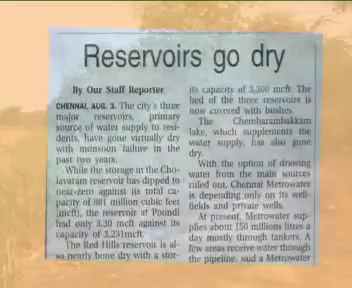 Reservoirs go dry
By Our Staff Reporter
CHENNAI, AUG. 3. The city's three
major reservoirs, primary
source of water supply to resi-
dents, have gone virtually dry
with monsoon failure in the
past two years.
While the storage in the Cho-
lavaram reservoir has dipped to
near-zero against its total ca-
pacity of 881 million cubic feet
(mcft), the reservoir at Poondi
had only 3.30 mcft against its
capacity of 3,231mcft.
The Red Hills reservoir is al-
so nearly bone dry with a stor-
its capacity of 3,300 mcft. The
bed of the three reservoirs is
now covered with bushes.
The Chembarambakkam
lake, which supplements the
water supply, has also gone
dry.
With the option of drawing
water from the main sources
ruled out, Chennai Metrowater
is depending only on its well-
fields and private wells.
At present, Metrowater sup-
plies about 150 millions litres a
day mostly through tankers. A
few areas receive water through
the pipeline, said a Metrowater